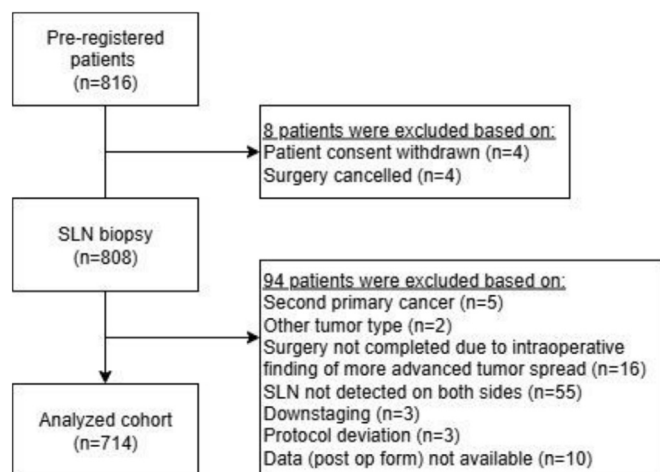 Pre-registered
patients
(n=816)
8 patients were excluded based on:
Patient consent withdrawn (n=4)
Surgery cancelled (n=4)
SLN biopsy
(n=808)
94 patients were excluded based on:
Second primary cancer (n=5)
Other tumor type (n=2)
Surgery not completed due to intraoperative
finding of more advanced tumor spread (n=16)
SLN not detected on both sides (n=55)
Downstaging (n=3)
Protocol deviation (n=3)
Data (post op form) not available (n=10)
Analyzed cohort
(n=714)